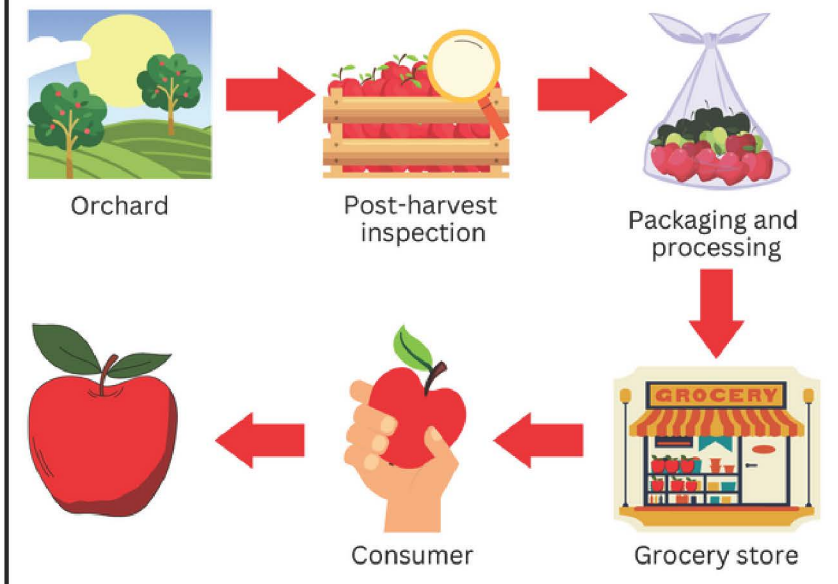 Orchard
Post-harvest
inspection
Packaging and
processing
GROCERY
Consumer
Grocery store